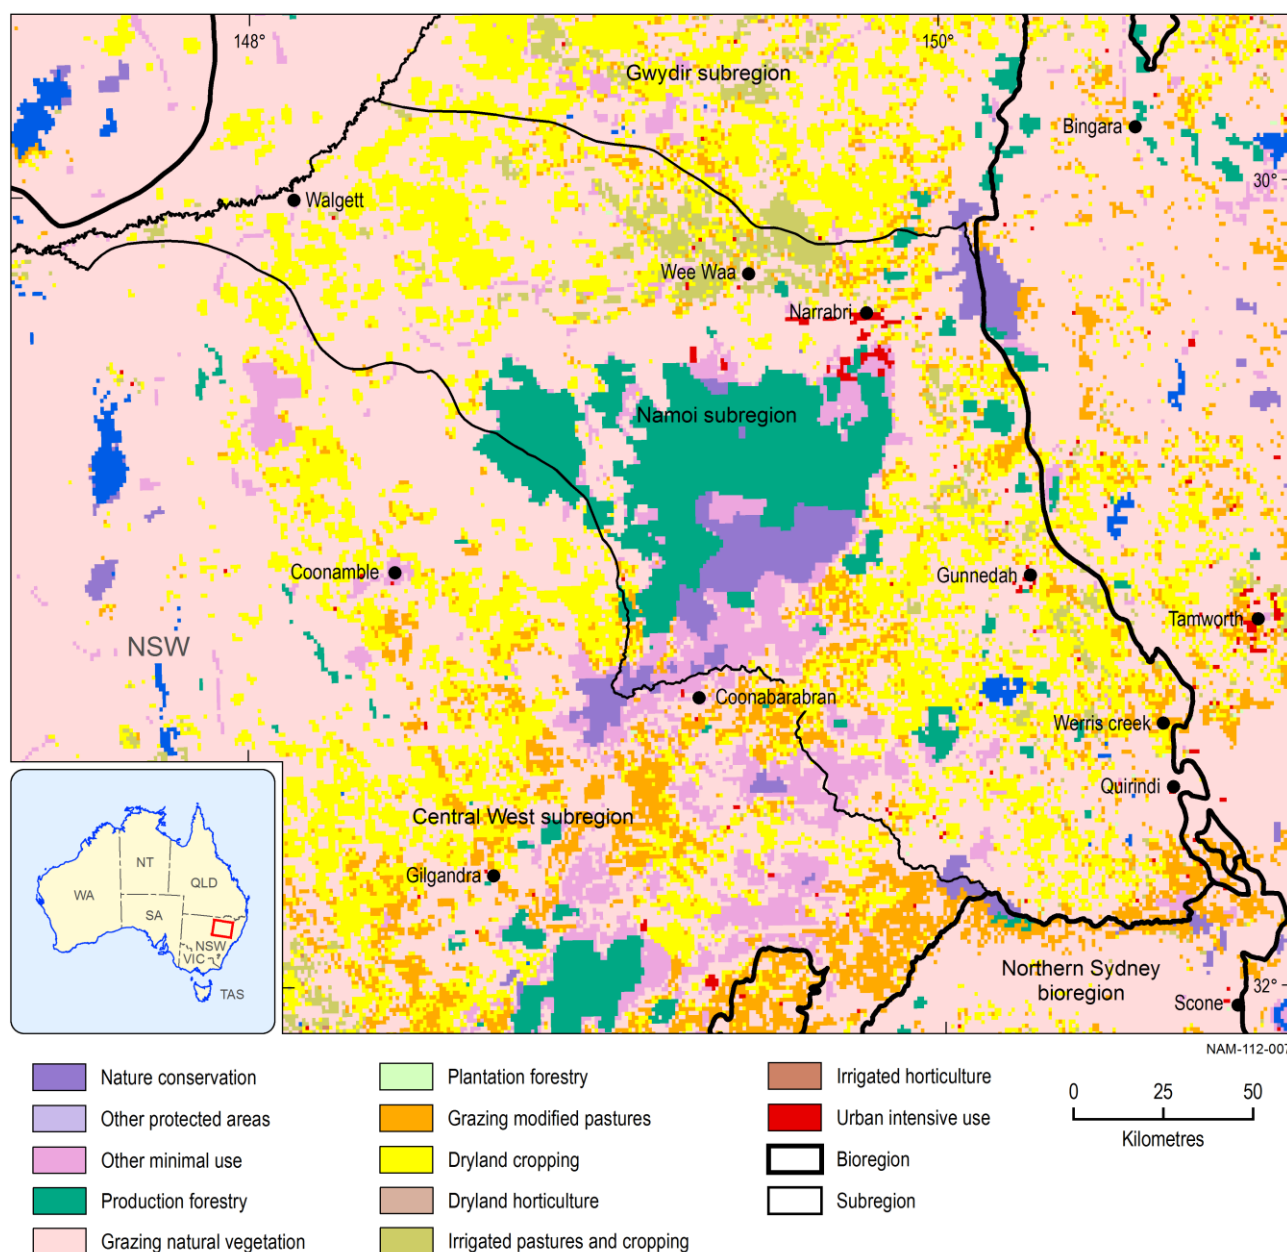 148°
150°
Gwydir subregion
Bingara
30°
Walgett
Wee Waa
Narrabri
Namoi subregion
Coonamble
Gunnedah
Tamworth
NSW
Coonabarabran
Werris creek
Quirindi
Central West subregion
Gilgandra
Northern Sydney
bioregion
32°
Scone
NT
QLD
WA
SA
NSW
VIC
TAS
NAM-112-007
Nature conservation
Other protected areas
Other minimal use
Production forestry
Grazing natural vegetation
Plantation forestry
Grazing modified pastures
Dryland cropping
Dryland horticulture
Irrigated pastures and cropping
Irrigated horticulture
Urban intensive use
Bioregion
Subregion
0 25 50
Kilometres